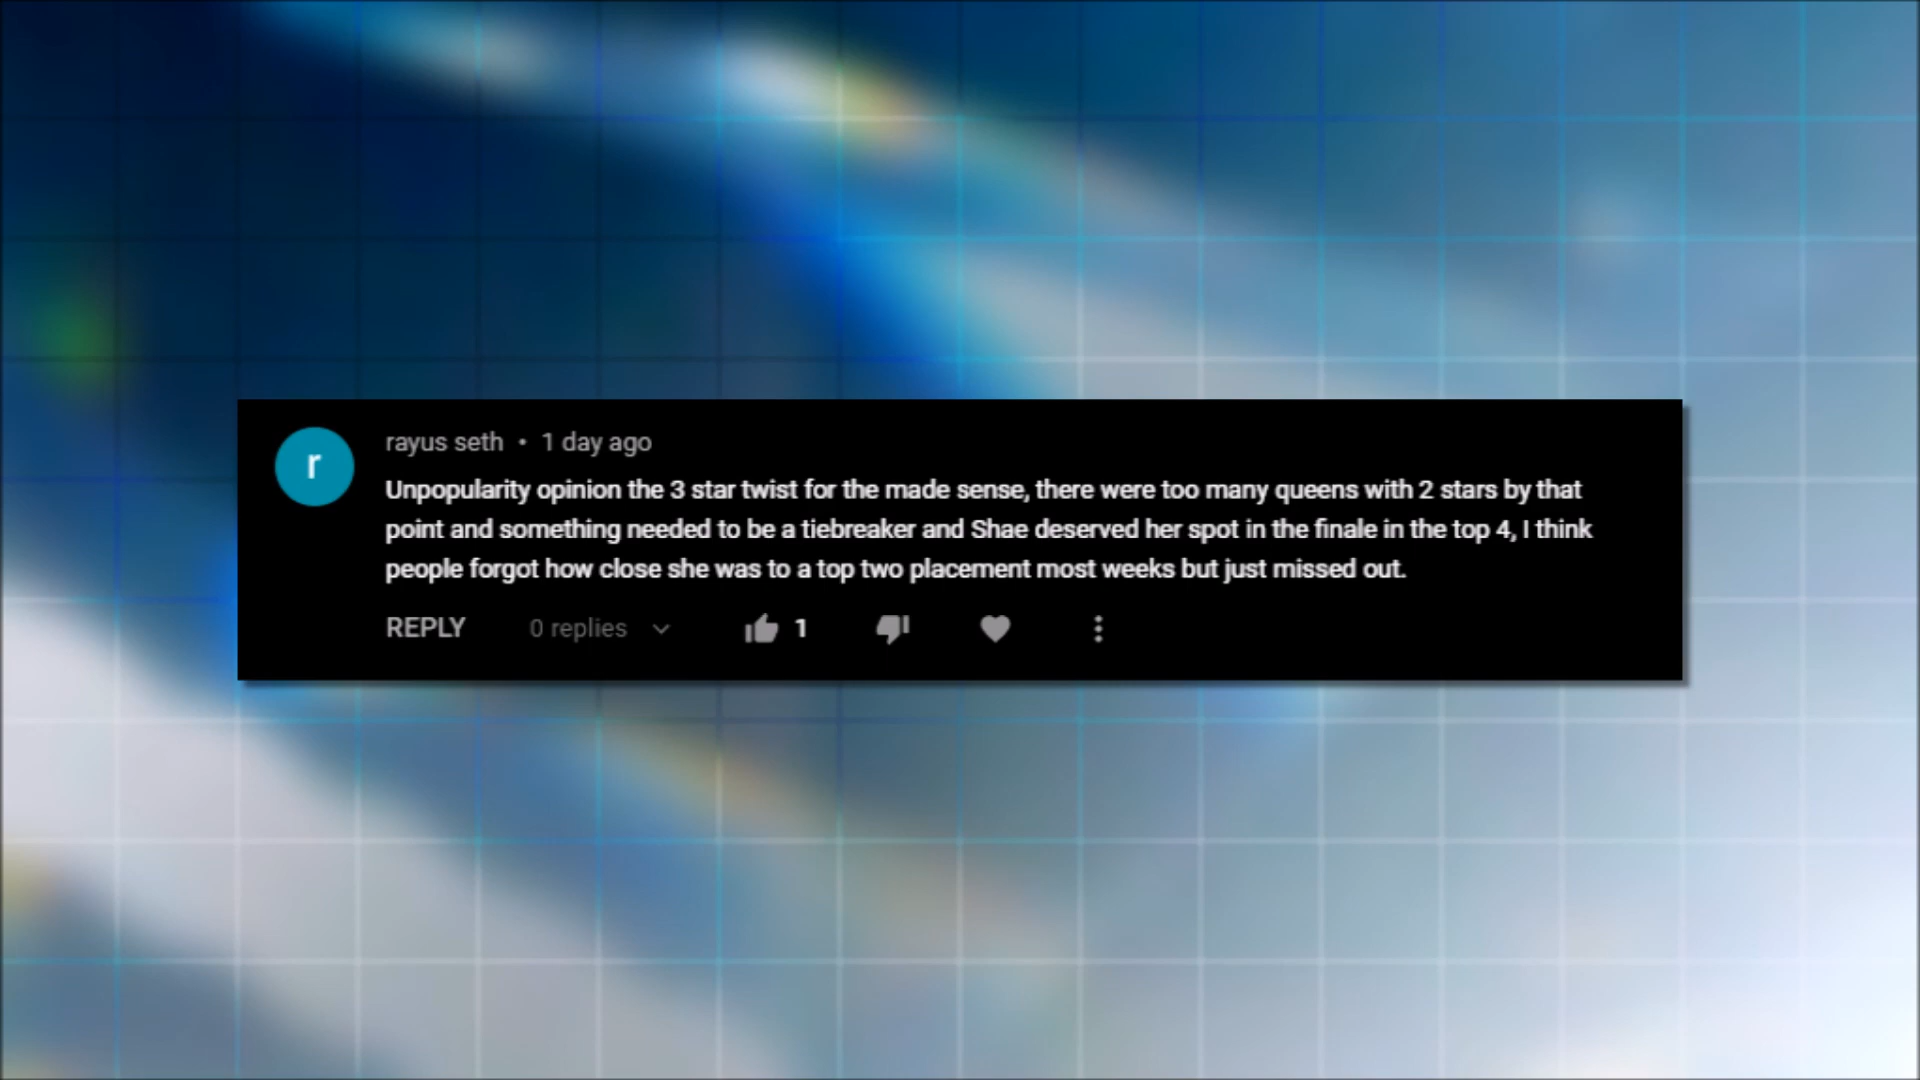 r
rayus seth • 1 day ago
Unpopularity opinion the 3 star twist for the made sense, there were too many queens with 2 stars by that
point and something needed to be a tiebreaker and Shae deserved her spot in the finale in the top 4, I think
people forgot how close she was to a top two placement most weeks but just missed out.
REPLY 0 replies 1